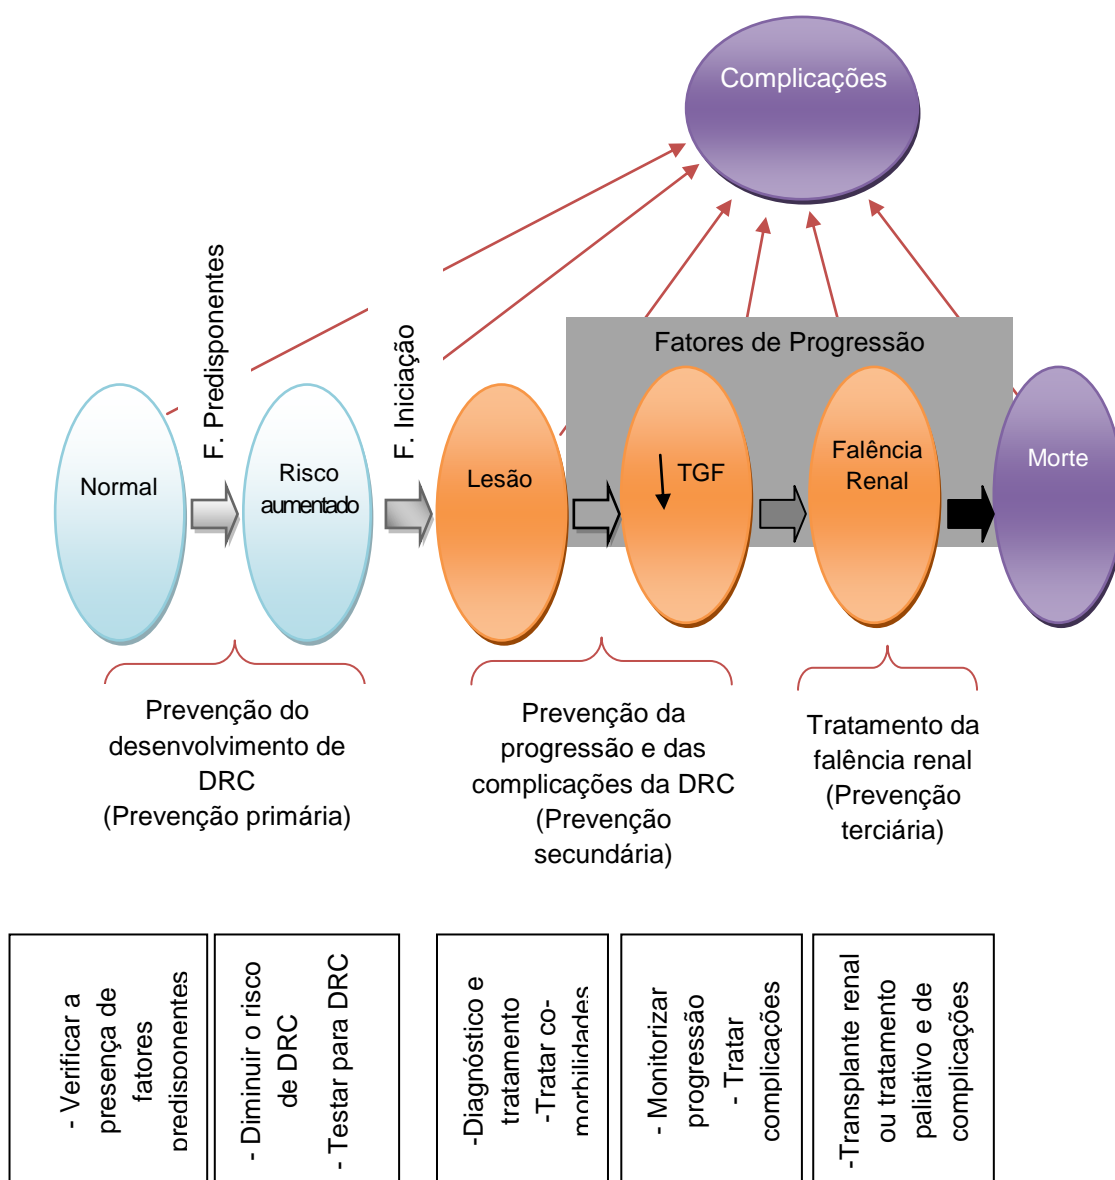 Complicações
F. Predisponentes
F. Iniciação
Fatores de Progressão
Normal
Risco
aumentado
Lesão
TGF
Falência
Renal
Morte
Prevenção do
desenvolvimento de
DRC
(Prevenção primária)
Prevenção da
progressão e das
complicações da DRC
(Prevenção
secundária)
Tratamento da
falência renal
(Prevenção
terciária)
- Verificar a
presença de
fatores
predisponentes
- Diminuir o risco
de DRC
- Testar para DRC
-Diagnóstico e
tratamento
-Tratar co-
morbilidades
- Monitorizar
progressão
- Tratar
complicações
-Transplante renal
ou tratamento
paliativo e de
complicações